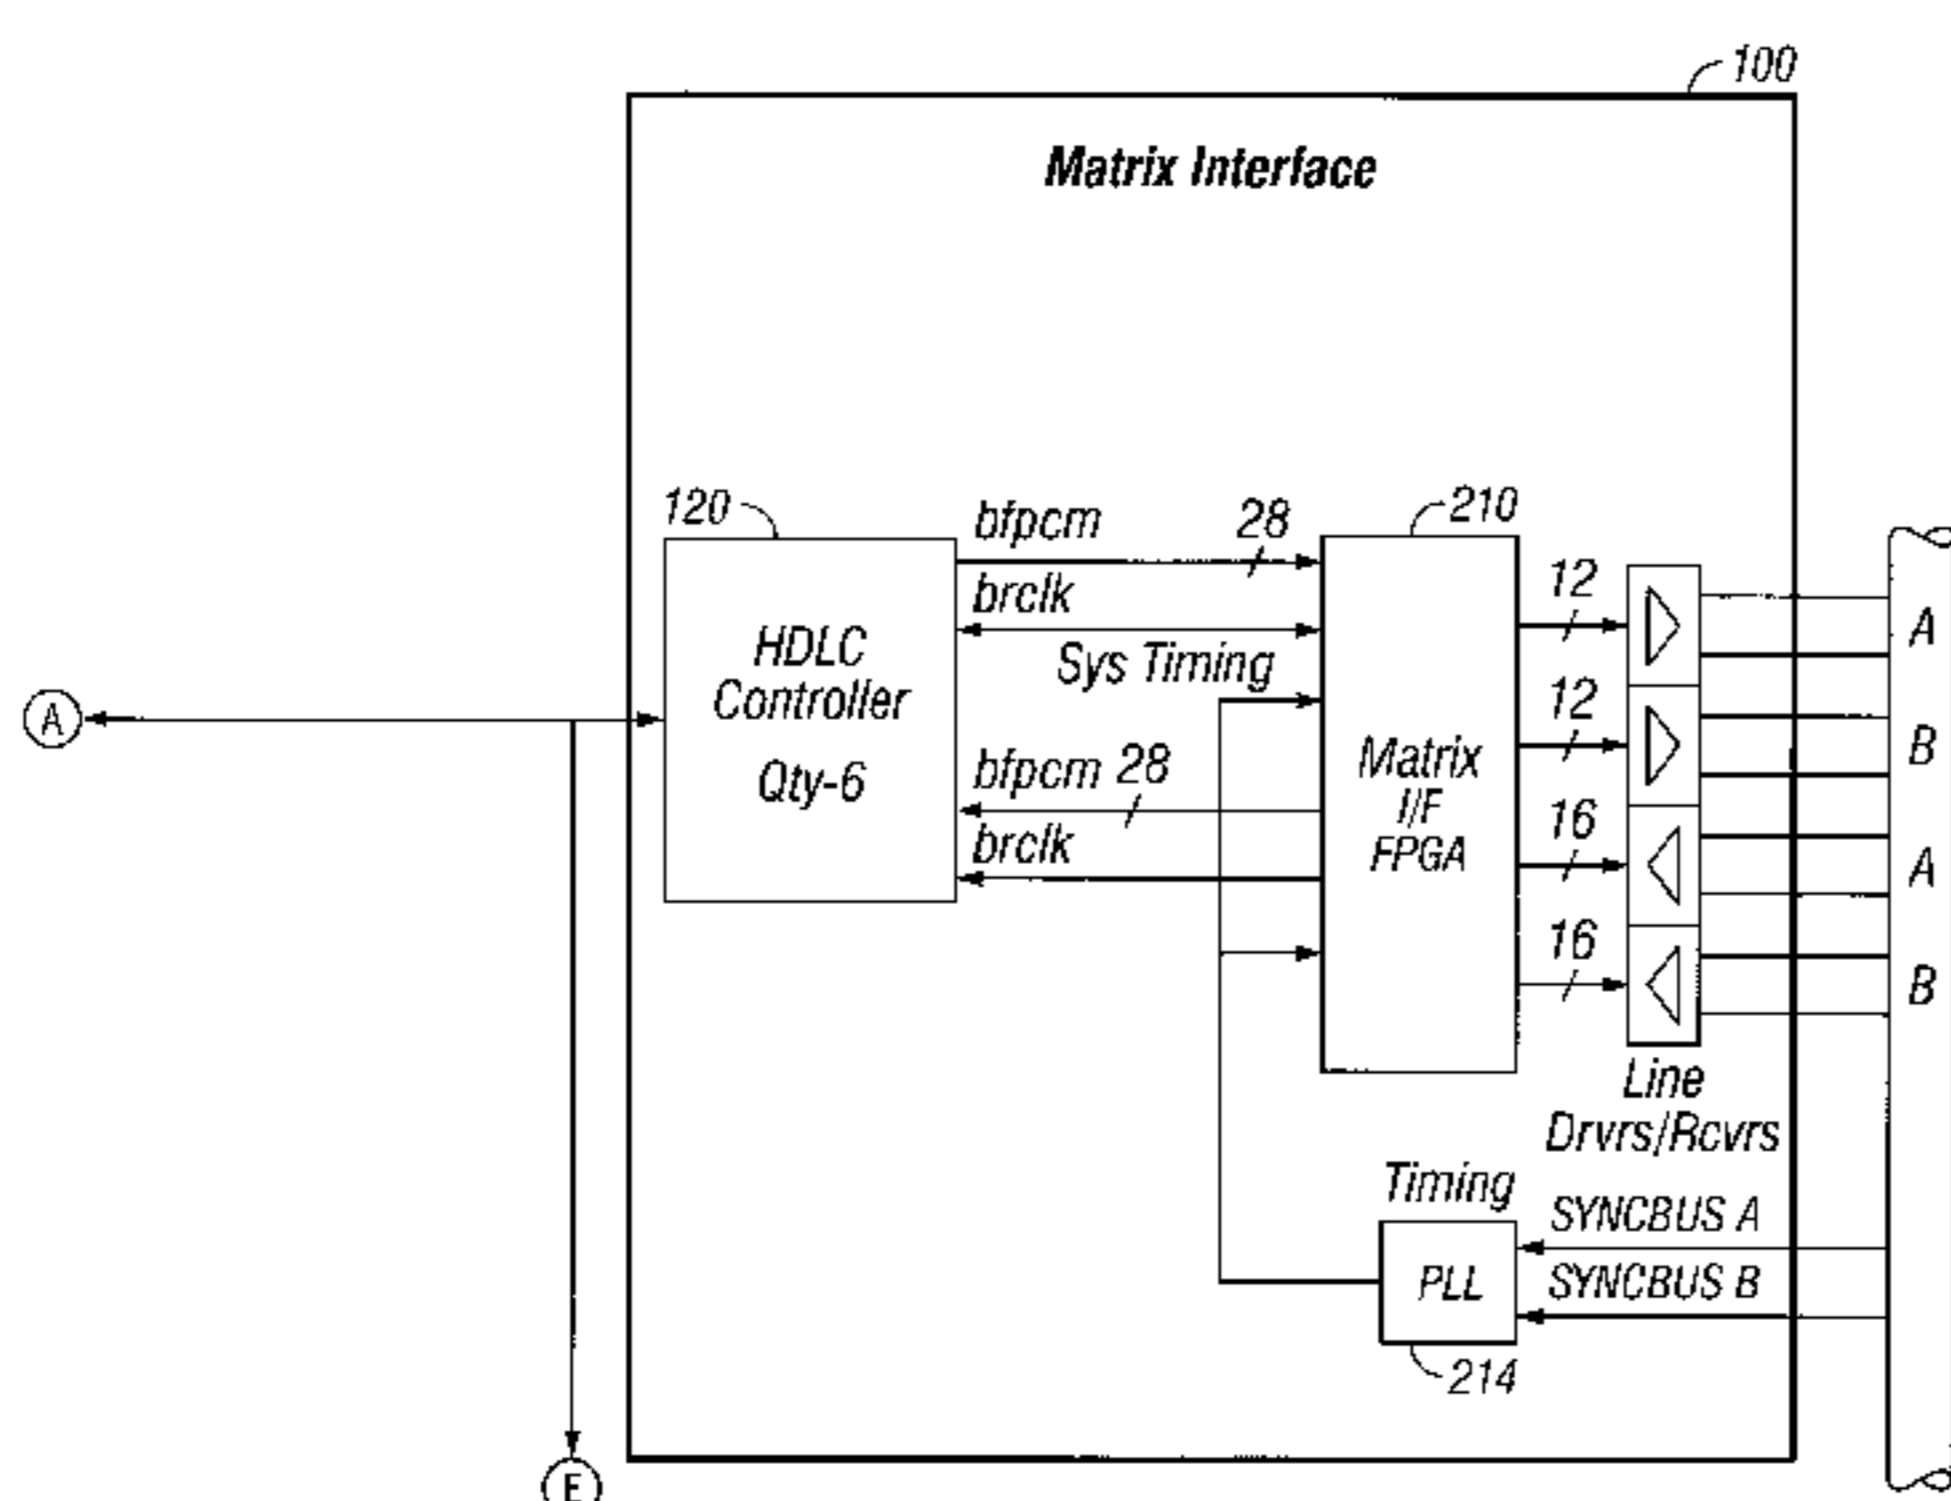 100
Matrix Interface
120
bfpcm
28
210
brclk
12
A
HDLC
Controller
Qty-6
Sys Timing
12
B
A
Matrix
I/F
FPGA
bfpcm 28
16
A
brclk
16
B
Line
Drvrs/Rcvrs
Timing
SYNCBUS A
PLL
SYNCBUS B
214
E